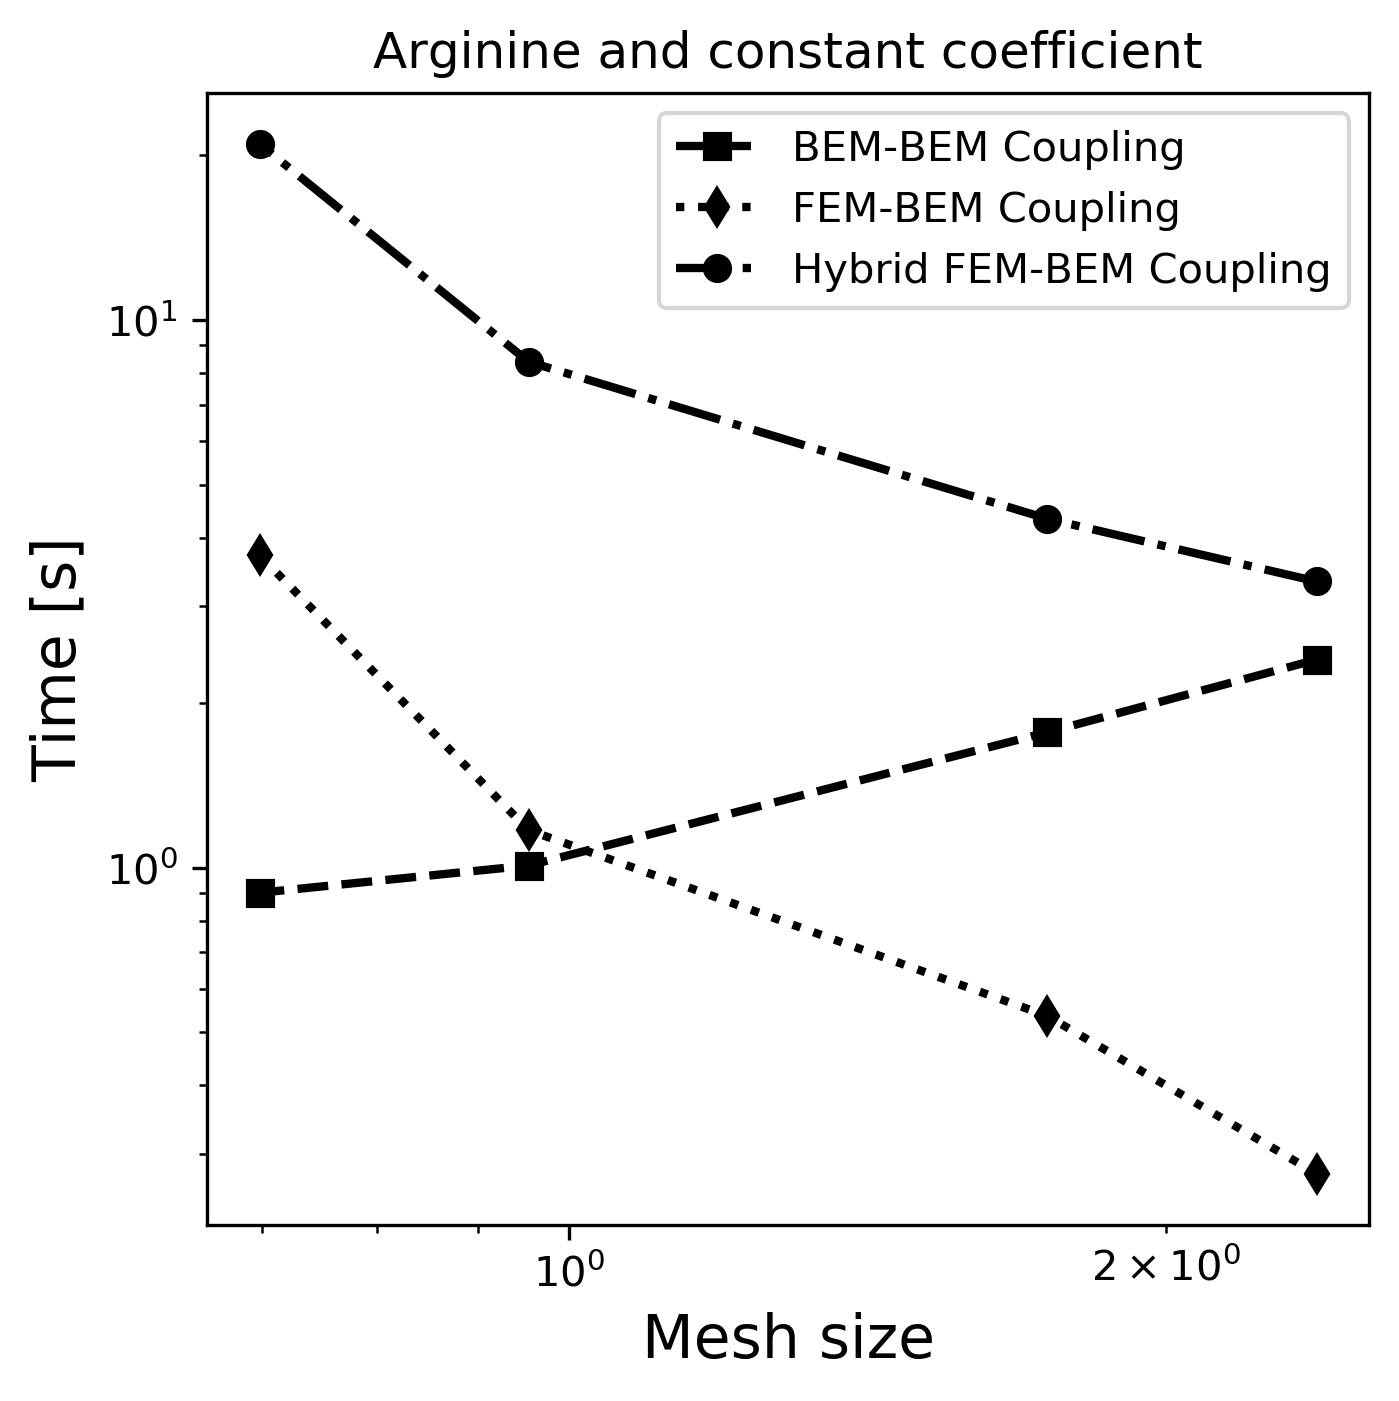 Arginine and constant coefficient
BEM-BEM Coupling
FEM-BEM Coupling
Hybrid FEM-BEM Coupling
10¹
10⁰
Time [s]
10⁰
2 × 10⁰
Mesh size